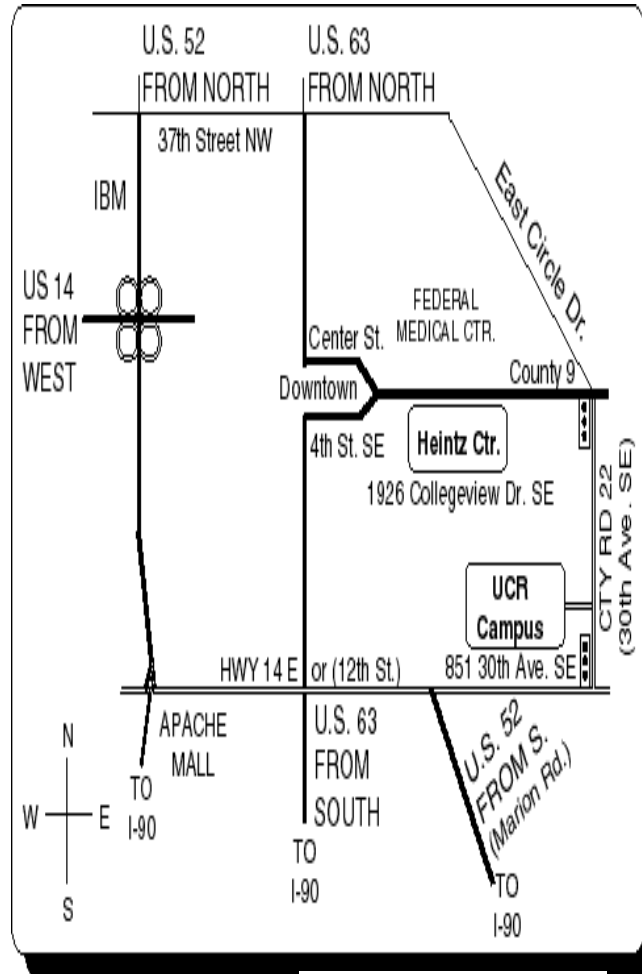 U.S. 52
FROM NORTH
U.S. 63
FROM NORTH
37th Street NW
IBM
East Circle Dr.
US 14
FROM
WEST
FEDERAL
MEDICAL CTR.
Center St.
County 9
Downtown
4th St. SE
Heintz Ctr.
1926 Collegeview Dr. SE
CTY RD 22
(30th Ave. SE)
UCR
Campus
851 30th Ave. SE
HWY 14 E or (12th St.)
APACHE
MALL
U.S. 63
FROM
SOUTH
U.S. 52
FROM S.
(Marion Rd.)
N
W E
S
TO
I-90
TO
I-90
TO
I-90